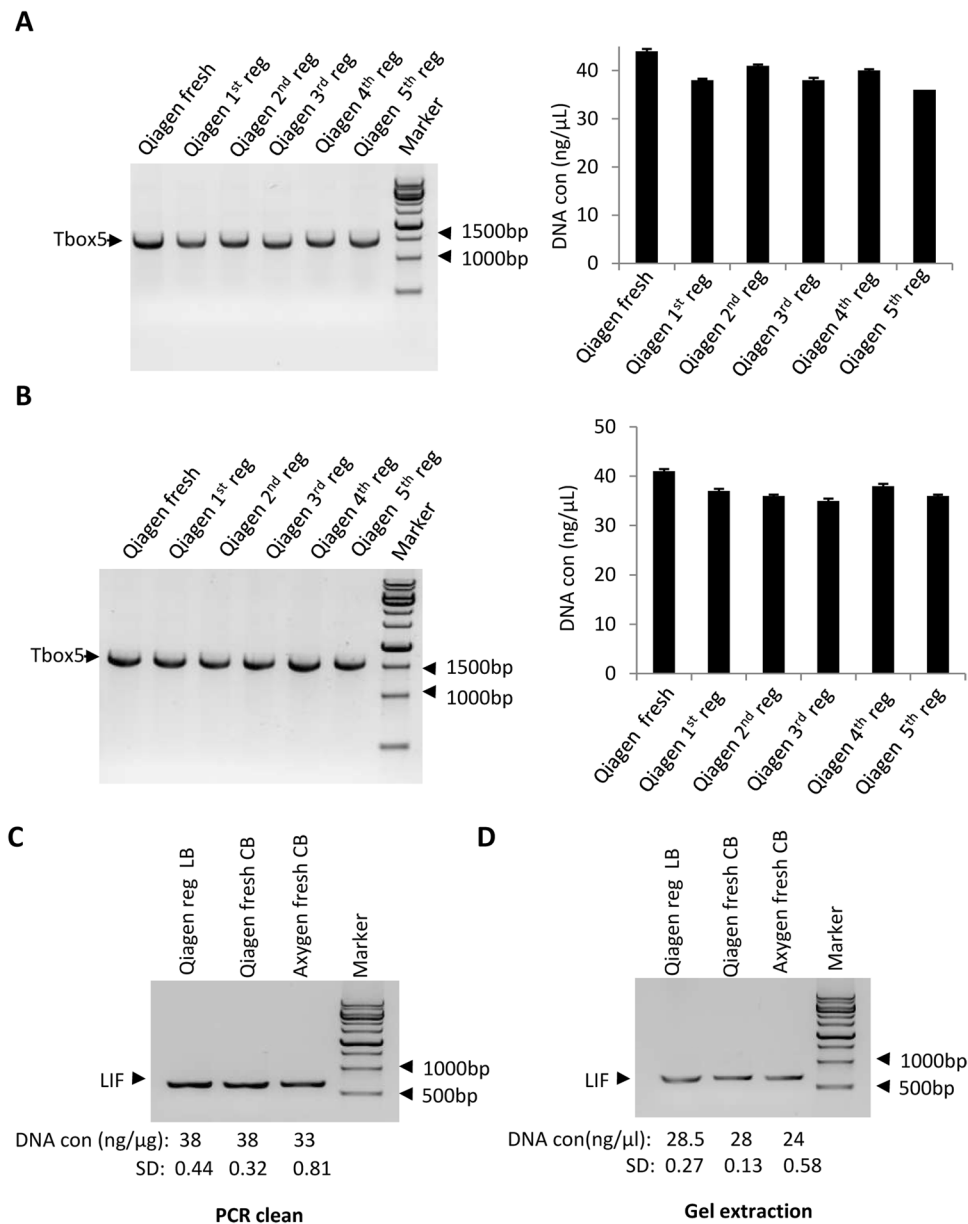 A
Qiagen fresh
Qiagen 1st reg
Qiagen 2nd reg
Qiagen 3rd reg
Qiagen 4th reg
Qiagen 5th reg
Marker
Tbox5
1500bp
1000bp
DNA con (ng/µL)
40
20
0
Qiagen fresh
Qiagen 1st reg
Qiagen 2nd reg
Qiagen 3rd reg
Qiagen 4th reg
Qiagen 5th reg
B
Qiagen fresh
Qiagen 1st reg
Qiagen 2nd reg
Qiagen 3rd reg
Qiagen 4th reg
Qiagen 5th reg
Marker
Tbox5
1500bp
1000bp
DNA con (ng/µL)
50
40
30
20
10
0
Qiagen fresh
Qiagen 1st reg
Qiagen 2nd reg
Qiagen 3rd reg
Qiagen 4th reg
Qiagen 5th reg
C
Qiagen reg LB
Qiagen fresh CB
Axygen fresh CB
Marker
LIF
1000bp
500bp
DNA con (ng/µg): 38 38 33
SD: 0.44 0.32 0.81
PCR clean
D
Qiagen reg LB
Qiagen fresh CB
Axygen fresh CB
Marker
LIF
1000bp
500bp
DNA con(ng/µl): 28.5 28 24
SD: 0.27 0.13 0.58
Gel extraction